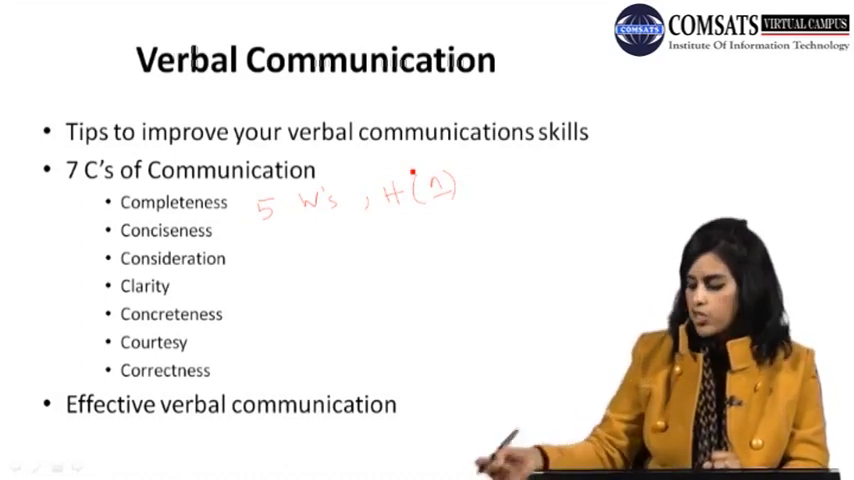 COMSATS VIRTUAL CAMPUS
COMSATS
Institute Of Information Technology
Verbal Communication
• Tips to improve your verbal communications skills
• 7 C's of Communication
• Completeness 5 W's , H (n)
• Conciseness
• Consideration
• Clarity
• Concreteness
• Courtesy
• Correctness
• Effective verbal communication